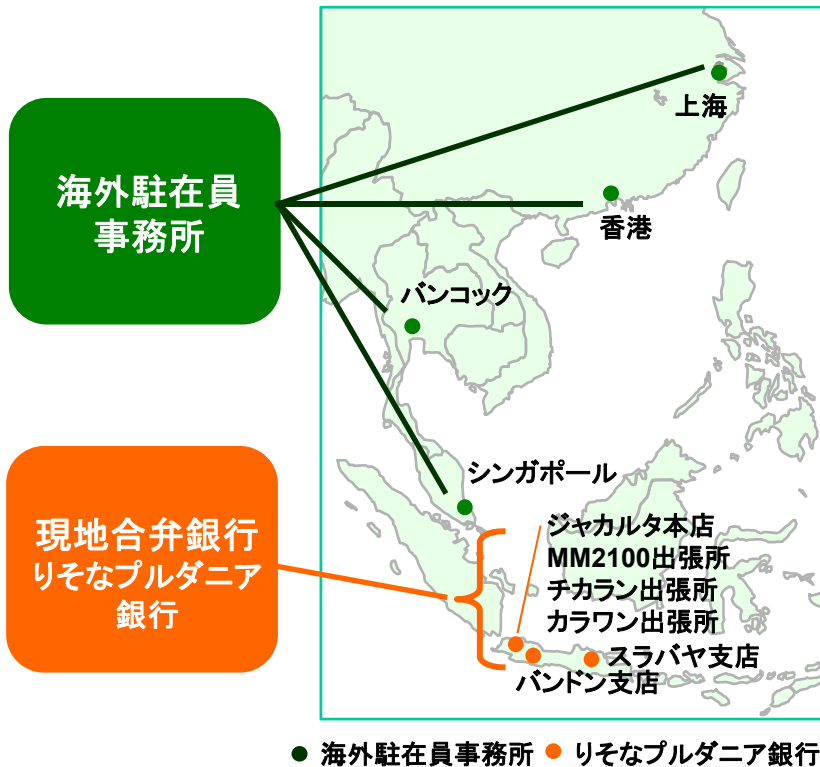 海外駐在員
事務所
上海
香港
バンコック
シンガポール
現地合弁銀行
りそなプルダニア
銀行
ジャカルタ本店
MM2100出張所
チカラン出張所
カラワン出張所
スラバヤ支店
バンドン支店
海外駐在員事務所
りそなプルダニア銀行